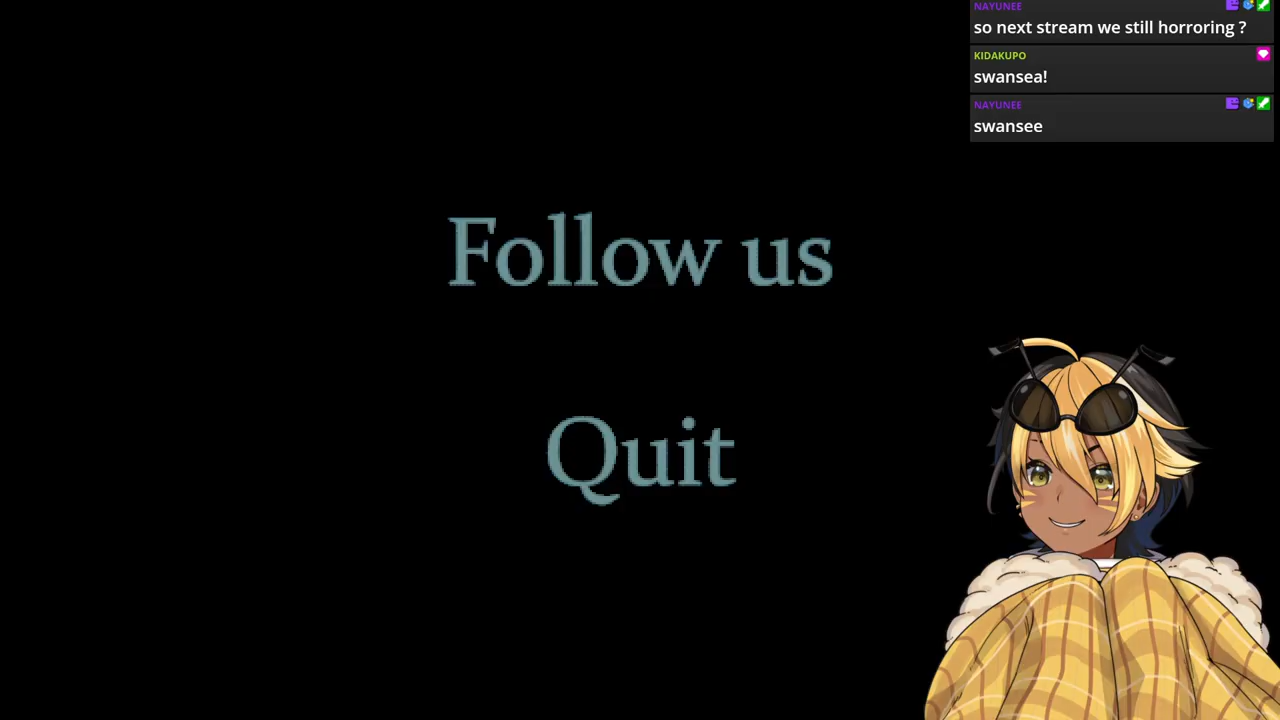 NAYUNEE
so next stream we still horroring ?
KIDAKUPO
swansea!
NAYUNEE
swansee
Follow us
Quit